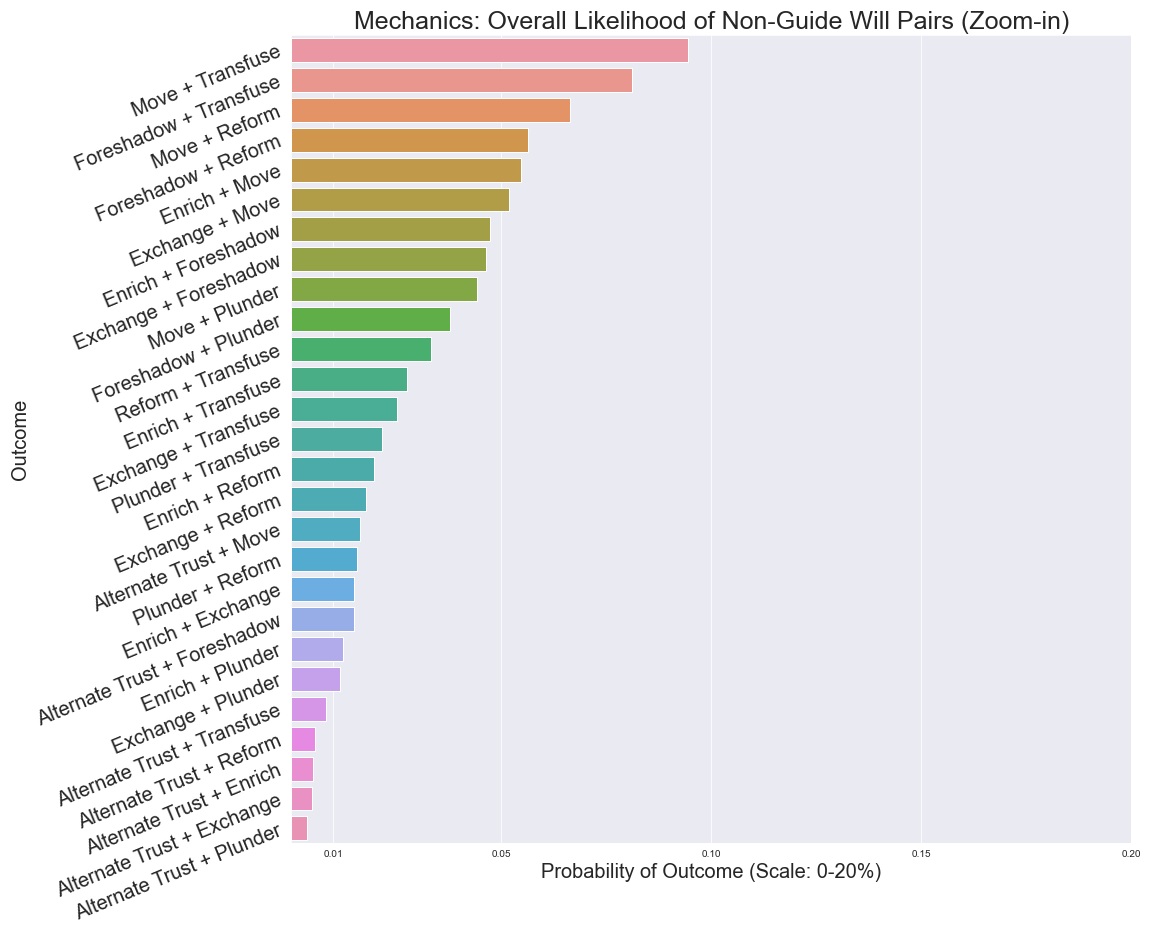 Mechanics: Overall Likelihood of Non-Guide Will Pairs (Zoom-in)
Move + Transfuse
Foreshadow + Transfuse
Move + Reform
Foreshadow + Reform
Enrich + Move
Exchange + Move
Enrich + Foreshadow
Exchange + Foreshadow
Move + Plunder
Foreshadow + Plunder
Reform + Transfuse
Enrich + Transfuse
Exchange + Transfuse
Plunder + Transfuse
Enrich + Reform
Exchange + Reform
Alternate Trust + Move
Plunder + Reform
Enrich + Exchange
Alternate Trust + Foreshadow
Enrich + Plunder
Exchange + Plunder
Alternate Trust + Transfuse
Alternate Trust + Reform
Alternate Trust + Enrich
Alternate Trust + Exchange
Alternate Trust + Plunder
Outcome
0.01 0.05 0.10 0.15 0.20
Probability of Outcome (Scale: 0-20%)